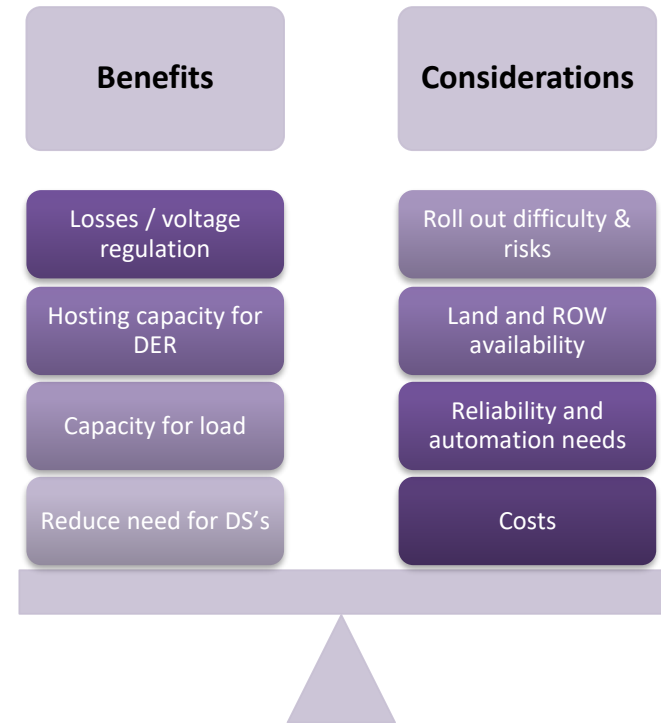 Benefits
Considerations
Losses / voltage
regulation
Roll out difficulty &
risks
Hosting capacity for
DER
Land and ROW
availability
Capacity for load
Reliability and
automation needs
Reduce need for DS’s
Costs